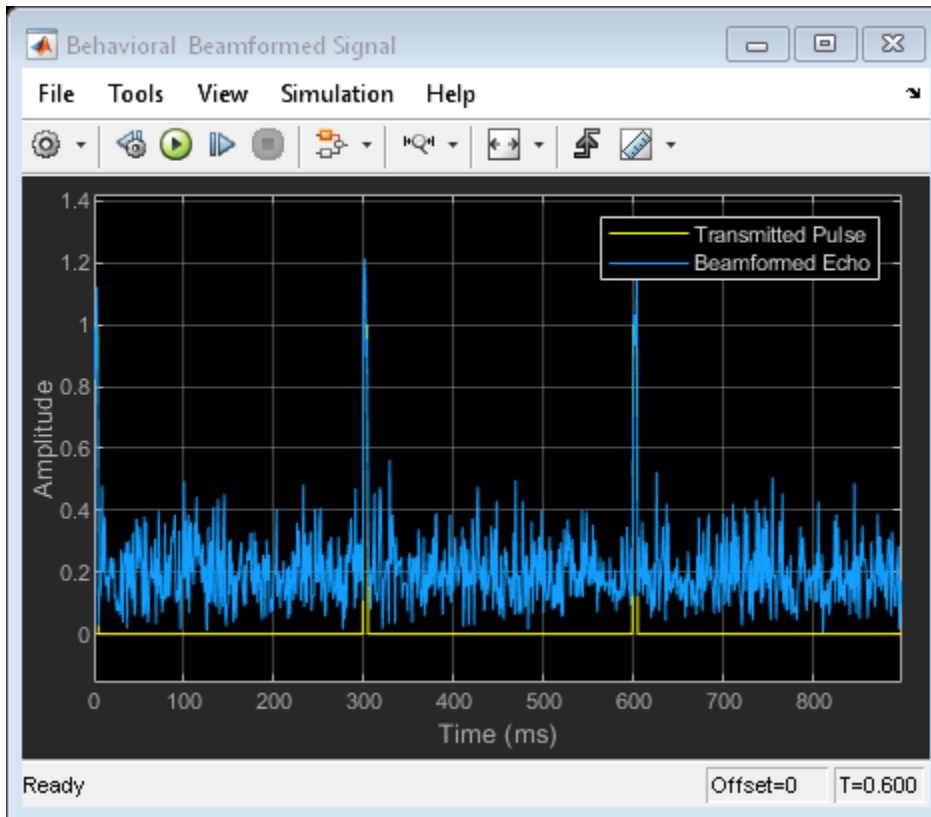 Behavioral Beamformed Signal
File Tools View Simulation Help
1.4
Transmitted Pulse
Beamformed Echo
1.2
1
0.8
0.6
0.4
0.2
0
Amplitude
0 100 200 300 400 500 600 700 800
Time (ms)
Ready Offset=0 T=0.600